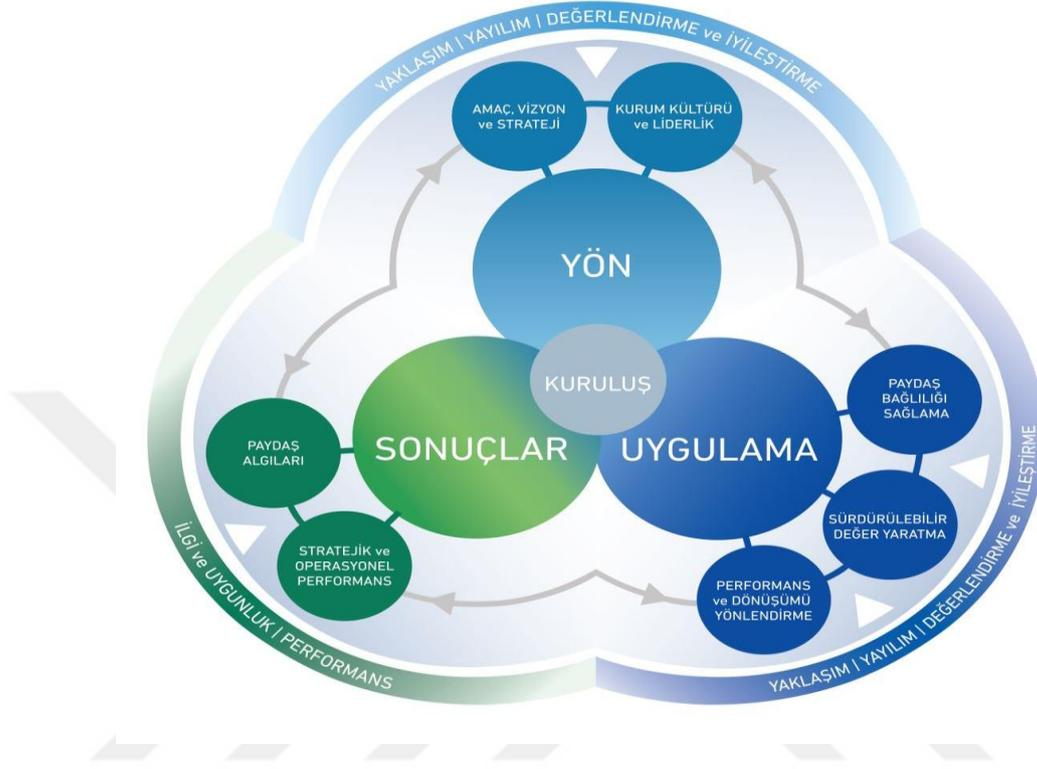 YAKLAŞIM | YAYILIM | DEĞERLENDİRME ve İYİLEŞTİRME
AMAÇ, VİZYON
ve STRATEJİ
KURUM KÜLTÜRÜ
ve LİDERLİK
YÖN
KURULUŞ
SONUÇLAR
UYGULAMA
PAYDAŞ
BAĞLILIĞI
SAĞLAMA
SÜRDÜRÜLEBİLİR
DEĞER YARATMA
PERFORMANS
ve DÖNÜŞÜMÜ
YÖNLENDİRME
PAYDAŞ
ALGILARI
STRATEJİK ve
OPERASYONEL
PERFORMANS
İLGİ ve UYGUNLUK | PERFORMANS
YAKLAŞIM | YAYILIM | DEĞERLENDİRME ve İYİLEŞTİRME